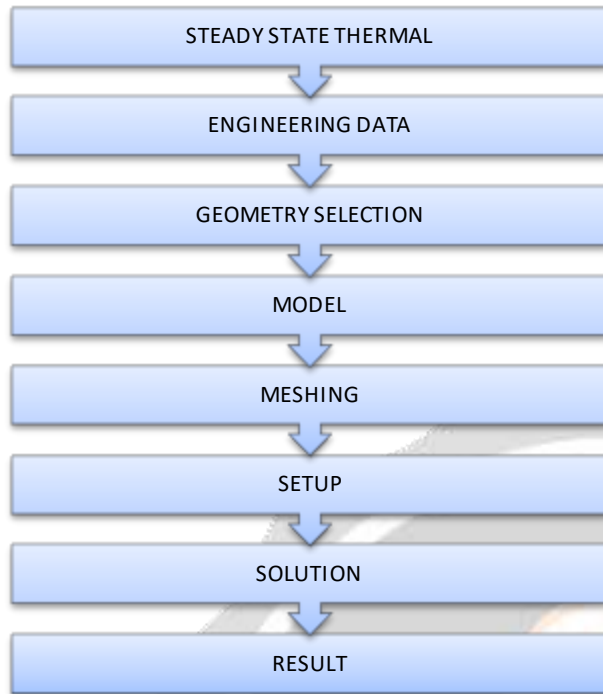 STEADY STATE THERMAL
ENGINEERING DATA
GEOMETRY SELECTION
MODEL
MESHING
SETUP
SOLUTION
RESULT